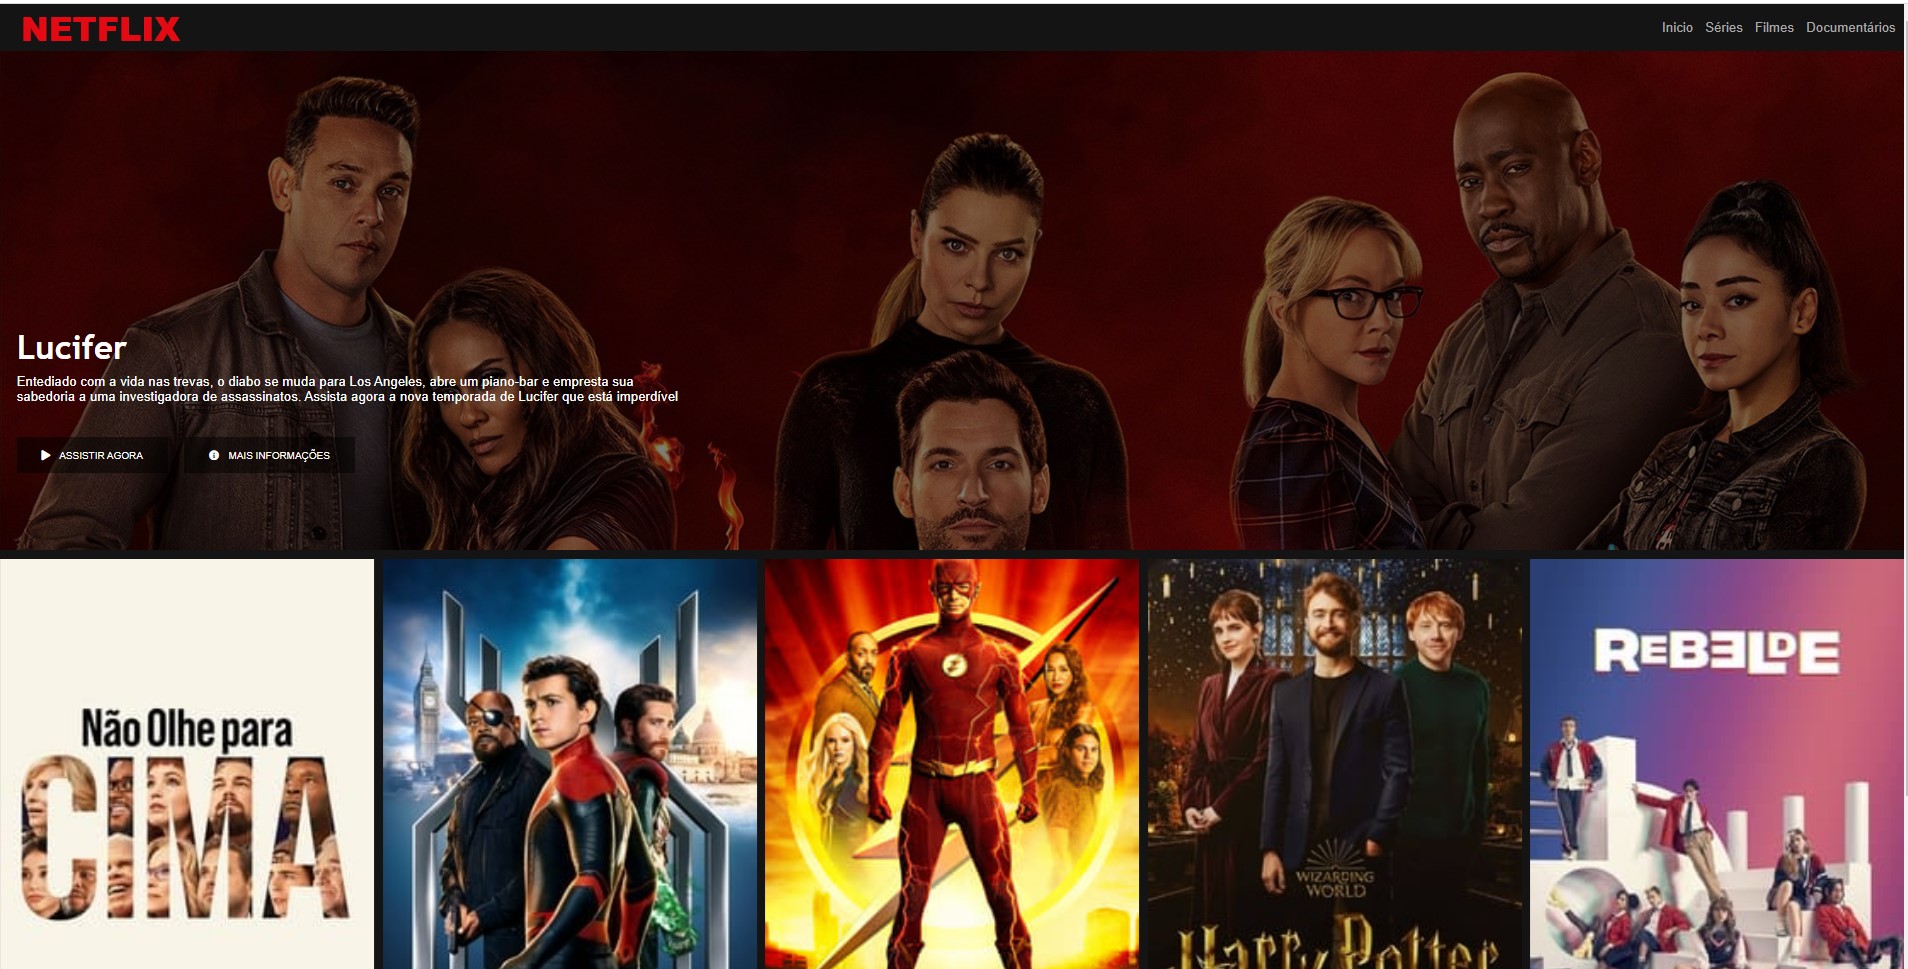 NETFLIX
Inicio Séries Filmes Documentários
Lucifer
Entediado com a vida nas trevas, o diabo se muda para Los Angeles, abre um piano-bar e empresta sua
sabedoria a uma investigadora de assassinatos. Assista agora a nova temporada de Lucifer que está imperdível
ASSISTIR AGORA
MAIS INFORMAÇÕES
Não Olhe para
CIMA
WIZARDING
WORLD
Harry Potter
REBELDE